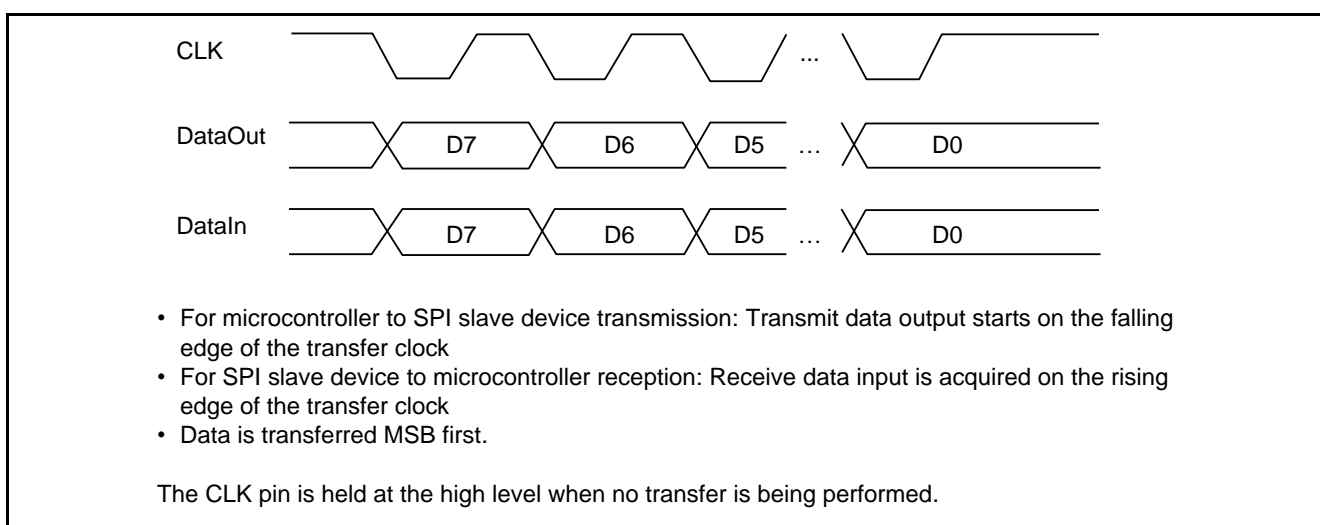 CLK ...
DataOut D7 D6 D5 … D0
DataIn D7 D6 D5 … D0
• For microcontroller to SPI slave device transmission: Transmit data output starts on the falling
edge of the transfer clock
• For SPI slave device to microcontroller reception: Receive data input is acquired on the rising
edge of the transfer clock
• Data is transferred MSB first.
The CLK pin is held at the high level when no transfer is being performed.